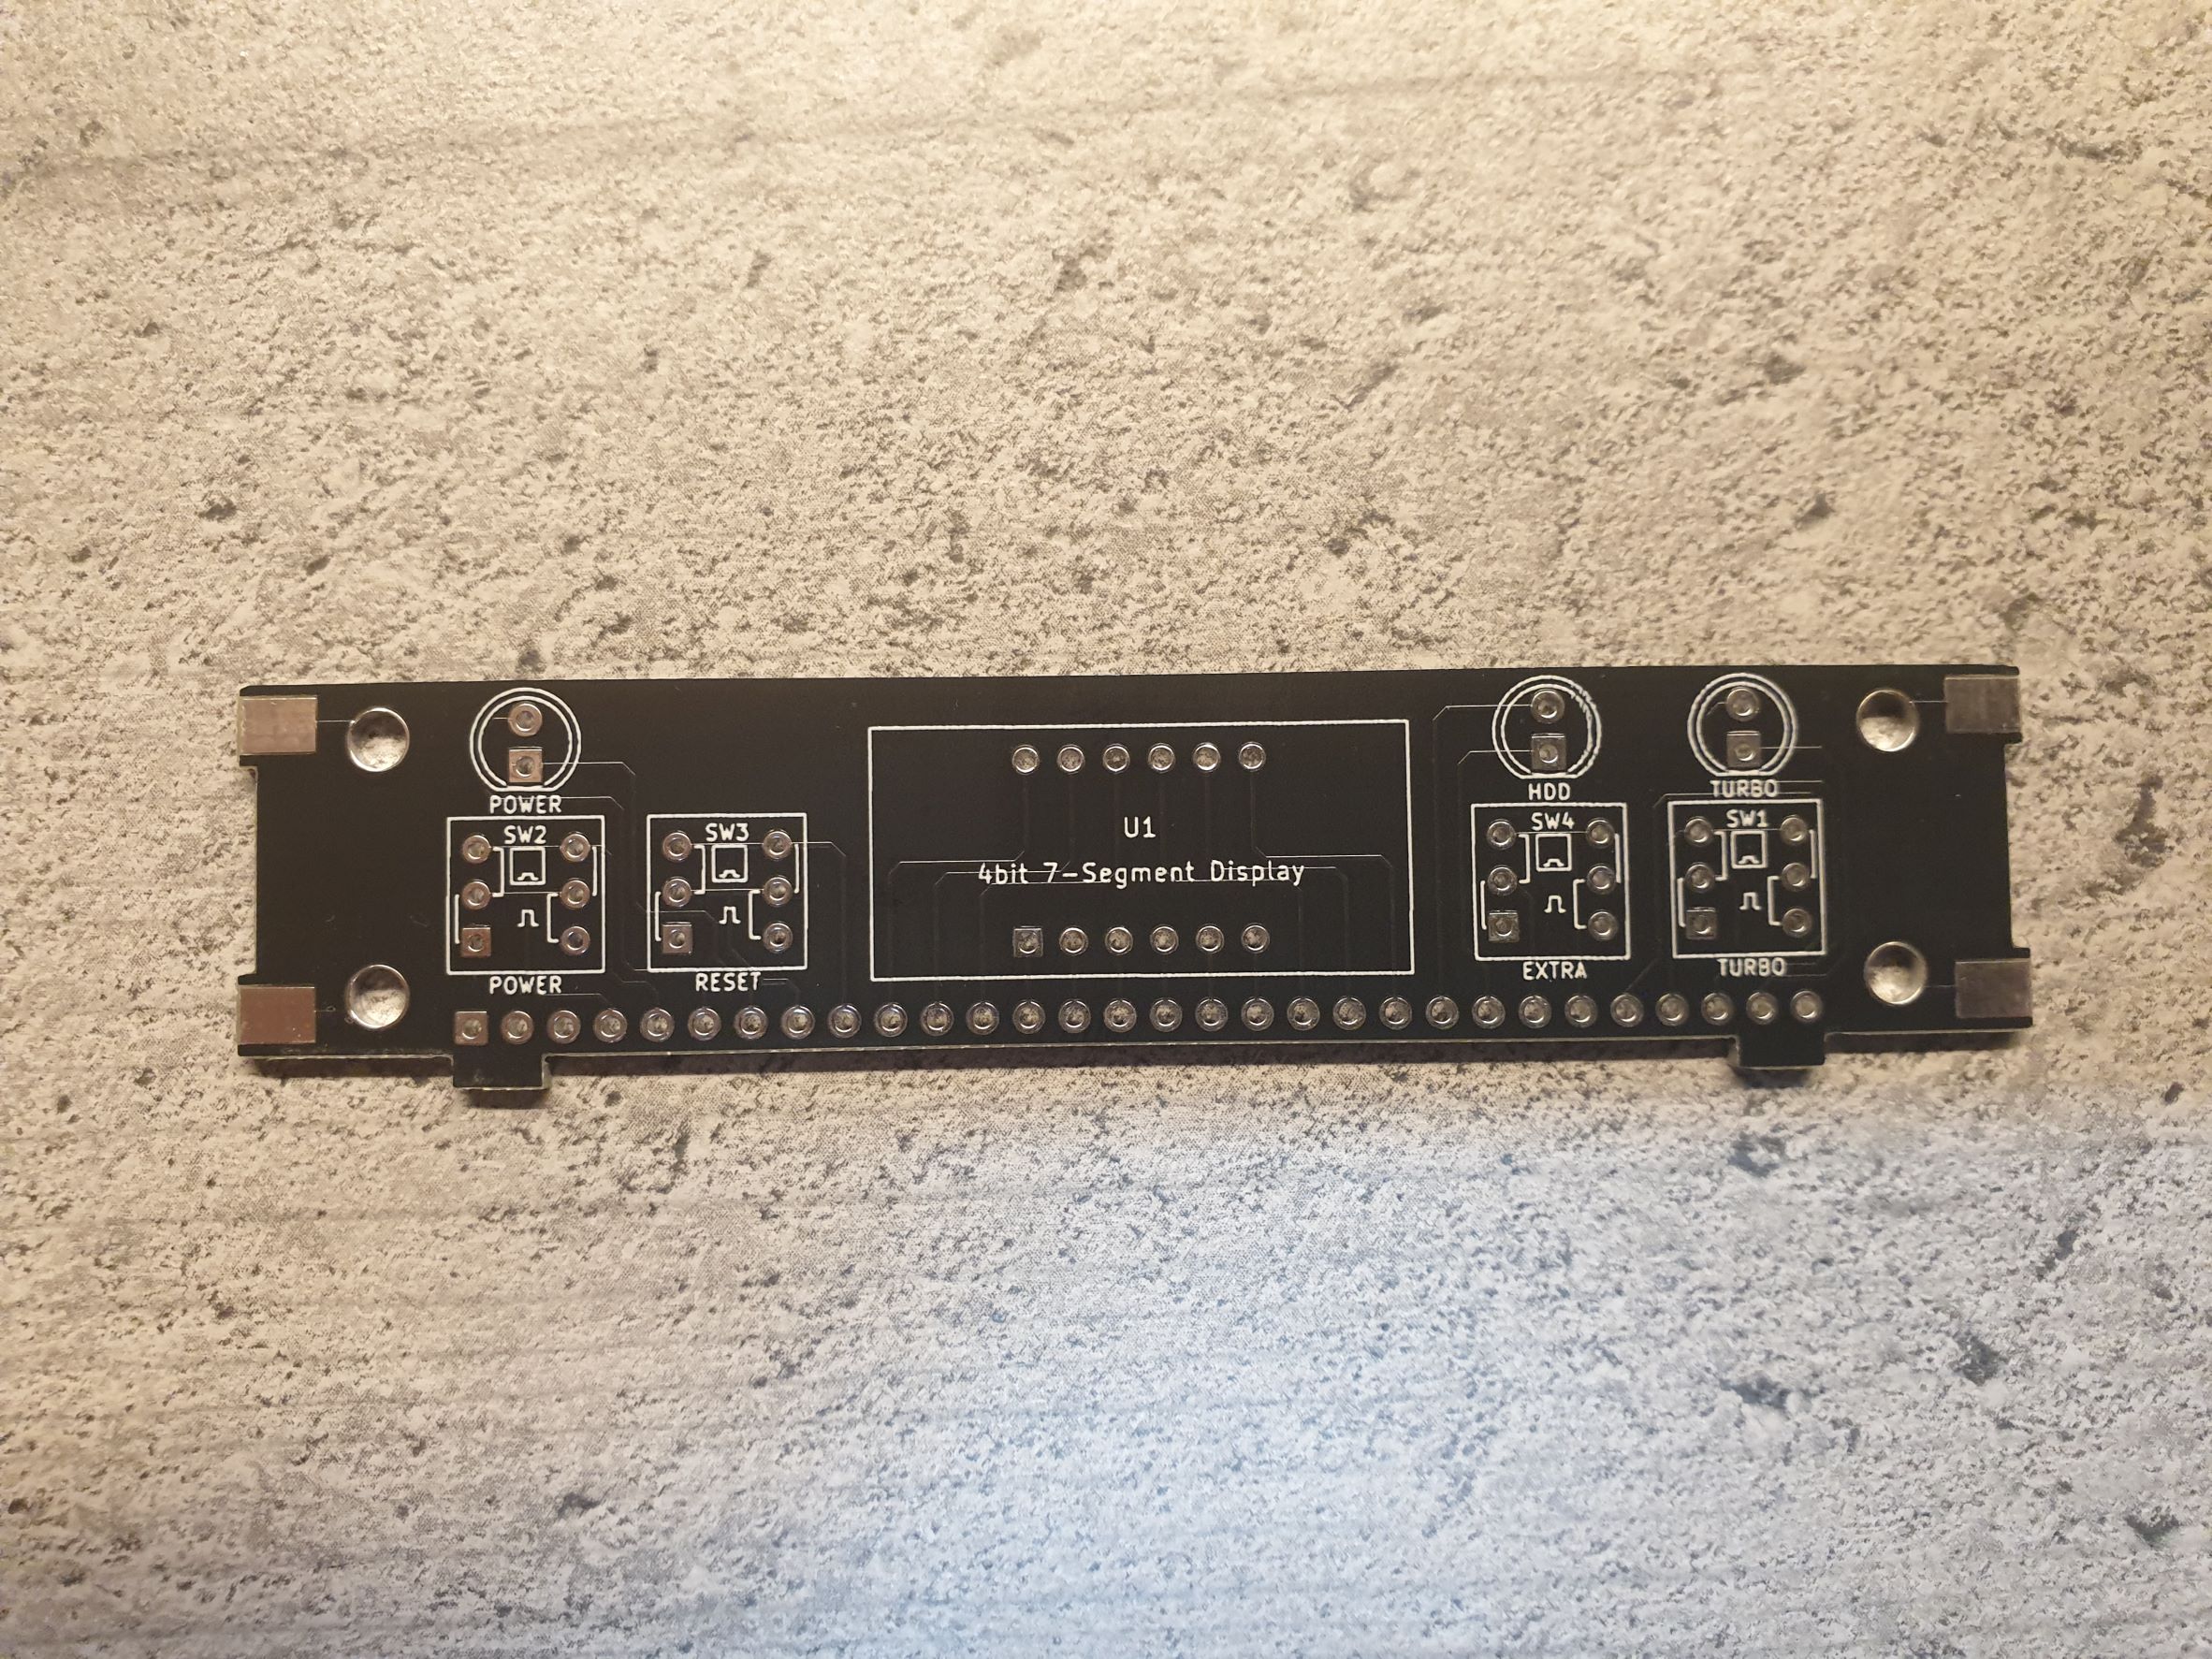 POWER
HDD
TURBO
SW2
SW3
U1
SW4
SW1
4bit 7-Segment Display
POWER
RESET
EXTRA
TURBO